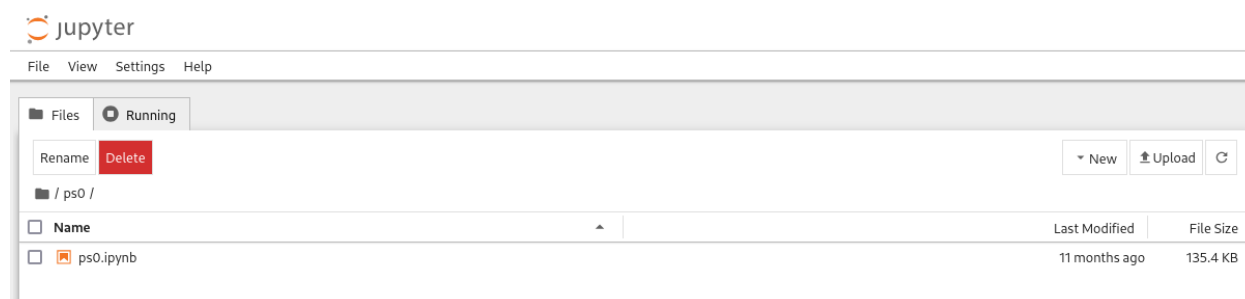 jupyter
File View Settings Help
Files Running
Rename Delete New Upload
/ ps0 /
Name Last Modified File Size
ps0.ipynb 11 months ago 135.4 KB